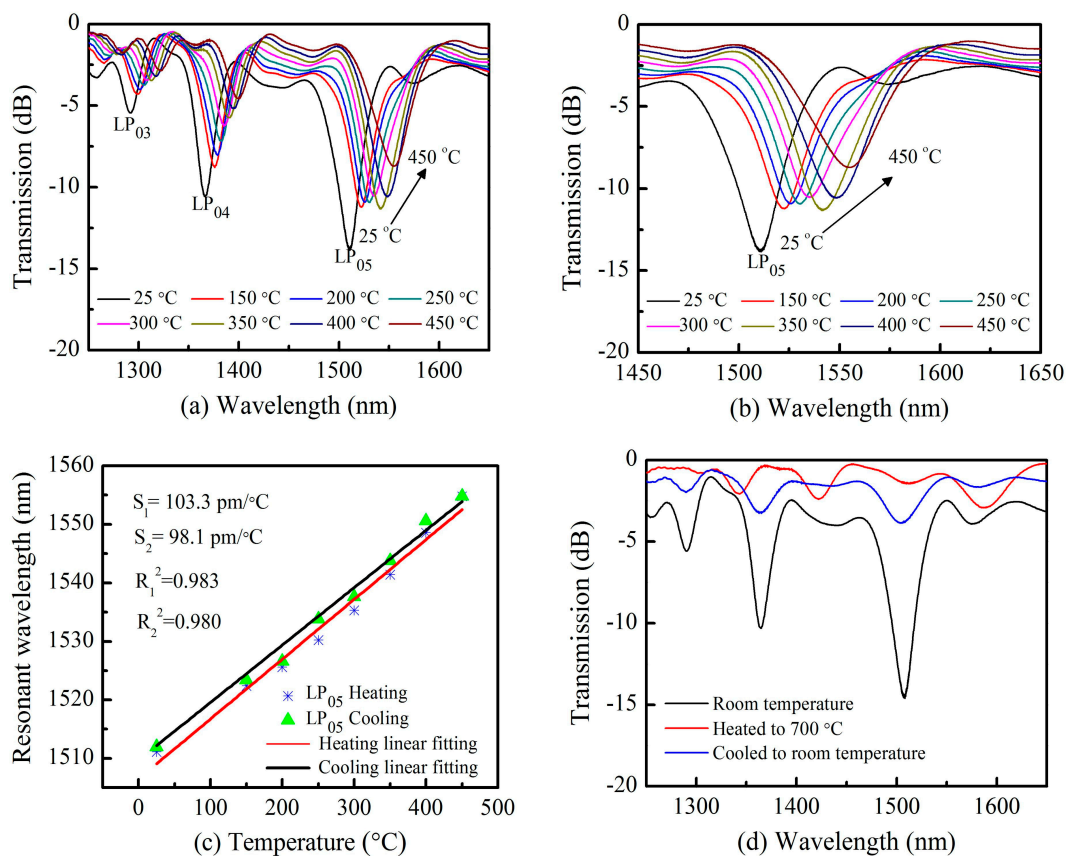 0
-5
-10
-15
-20
Transmission (dB)
LP03
LP04
LP05
450 °C
25 °C
25 °C 150 °C 200 °C 250 °C
300 °C 350 °C 400 °C 450 °C
1300 1400 1500 1600
(a) Wavelength (nm)
0
-5
-10
-15
-20
Transmission (dB)
450 °C
25 °C
LP05
25 °C 150 °C 200 °C 250 °C
300 °C 350 °C 400 °C 450 °C
1450 1500 1550 1600 1650
(b) Wavelength (nm)
1560
1550
1540
1530
1520
1510
Resonant wavelength (nm)
S1= 103.3 pm/°C
S2= 98.1 pm/°C
R1²=0.983
R2²=0.980
LP05 Heating
LP05 Cooling
Heating linear fitting
Cooling linear fitting
0 100 200 300 400 500
(c) Temperature (°C)
0
-5
-10
-15
-20
Transmission (dB)
Room temperature
Heated to 700 °C
Cooled to room temperature
1300 1400 1500 1600
(d) Wavelength (nm)